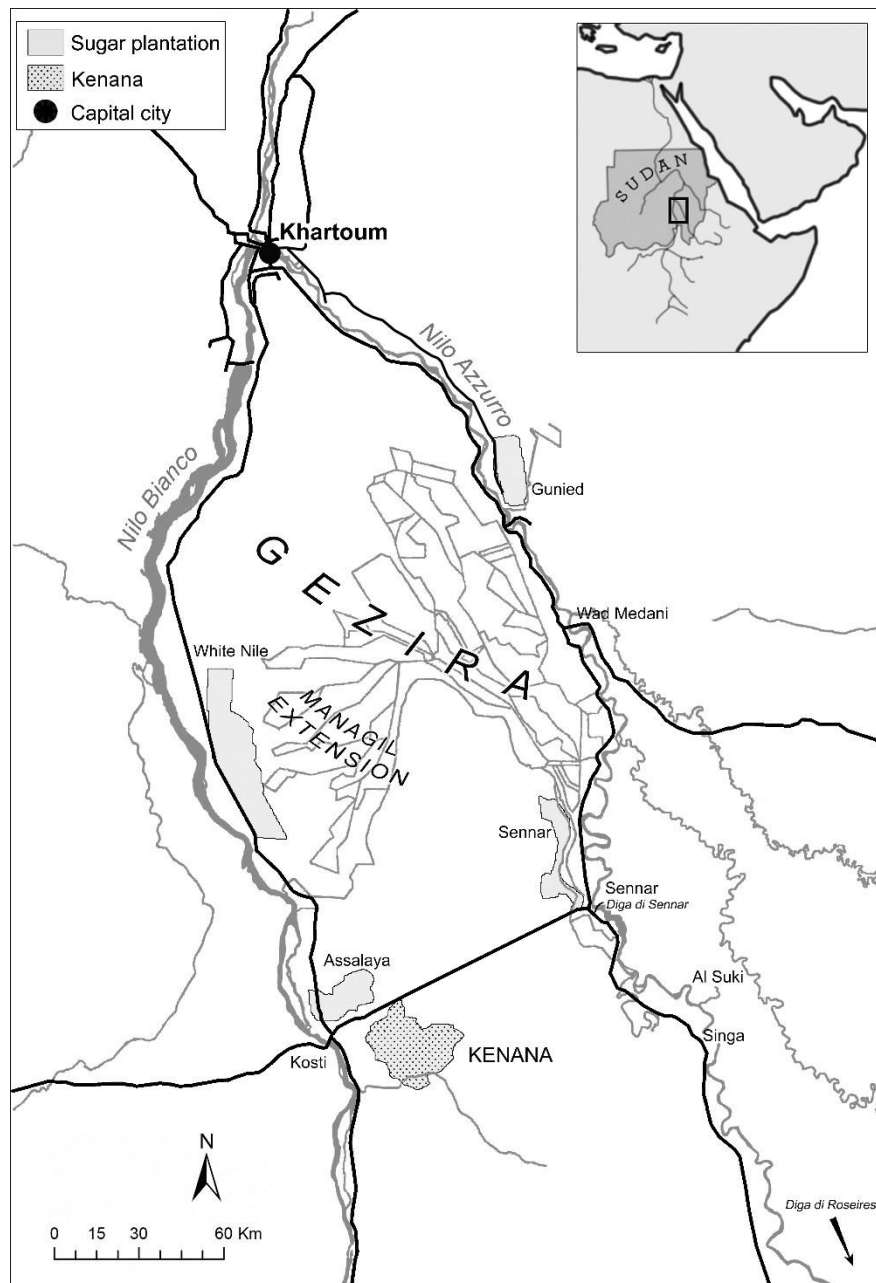 Sugar plantation
Kenana
Capital city
SUDAN
Khartoum
Nilo Azzurro
Nilo Bianco
Gunied
GEZIRA
Wad Medani
White Nile
MANAGIL
EXTENSION
Sennar
Sennar
Diga di Sennar
Assalaya
Al Suki
Singa
Kosti
KENANA
N
0 15 30 60 Km
Diga di Roseires